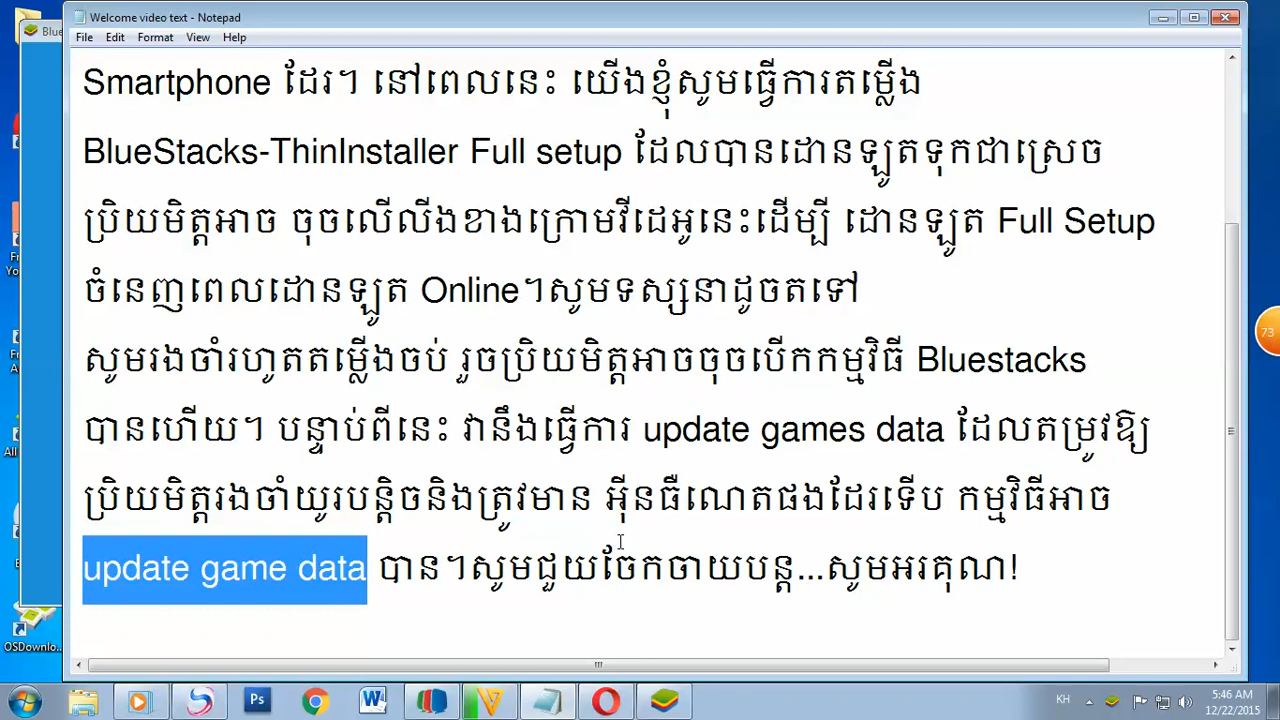 Blue
Welcome video text - Notepad
File Edit Format View Help
Smartphone ដែរ។ នៅពេលនេះ យើងខ្ញុំសូមធ្វើការតម្លើង
BlueStacks-ThinInstaller Full setup ដែលបានដោនឡូតទុកជាស្រេច
ប្រិយមិត្តអាច ចុចលើលីងខាងក្រោមវីដេអូនេះដើម្បី ដោនឡូត Full Setup
ចំនេញពេលដោនឡូត Online។សូមទស្សនាដូចតទៅ
សូមរងចាំរហូតតម្លើងចប់ រួចប្រិយមិត្តអាចចុចបើកកម្មវិធី Bluestacks
បានហើយ។ បន្ទាប់ពីនេះ វានឹងធ្វើការ update games data ដែលតម្រូវឱ្យ
ប្រិយមិត្តរងចាំយូរបន្តិចនិងត្រូវមាន អ៊ីនធឺណេតផងដែរទើប កម្មវិធីអាច
update game data បាន។សូមជួយចែកចាយបន្ត...សូមអរគុណ!
73
OSDownlo...
KH
5:46 AM
12/22/2015